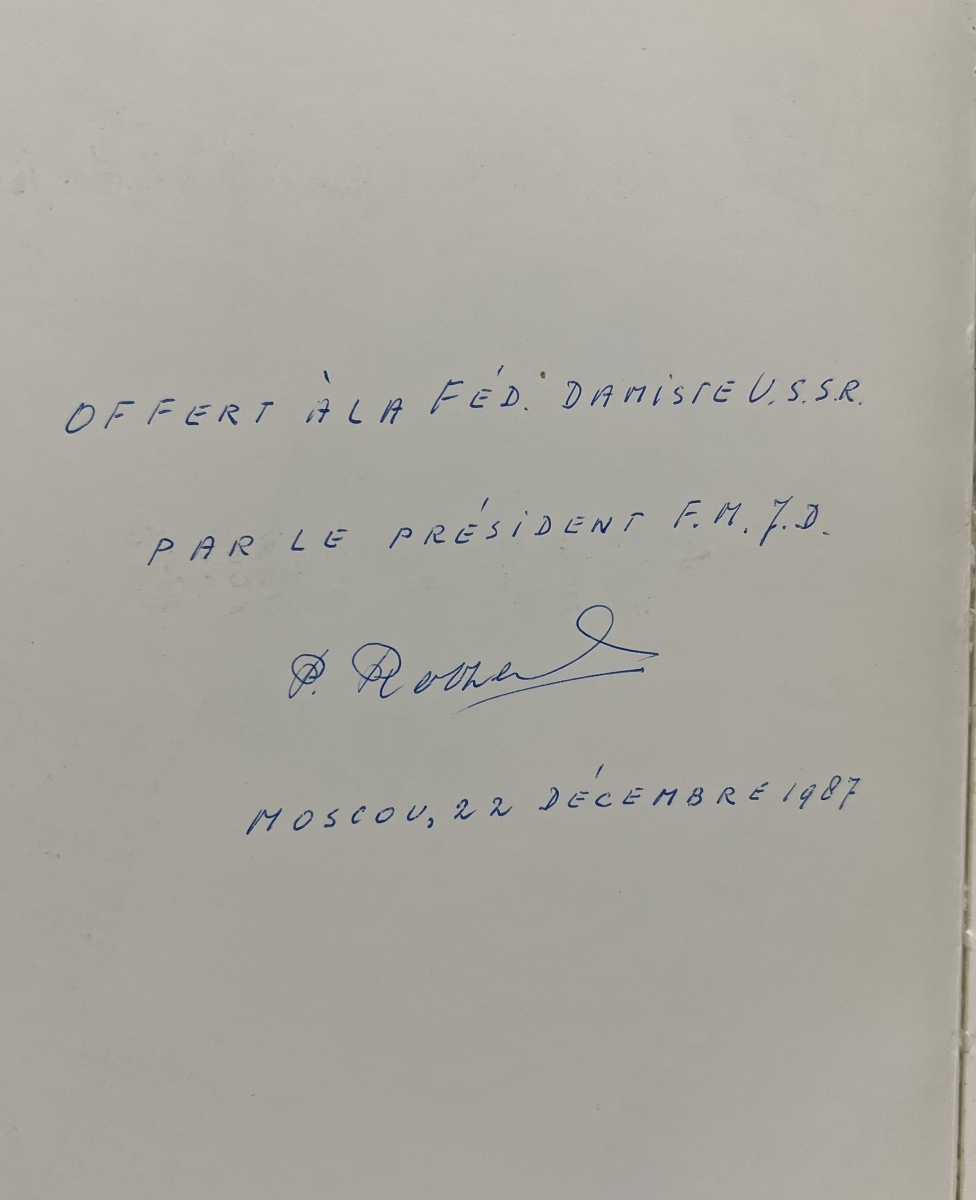 OFFERT À LA FÉD. DAMISTE U.S.S.R.
PAR LE PRÉSIDENT F.M.J.D.
P.
MOSCOU, 22 DÉCEMBRE 1987